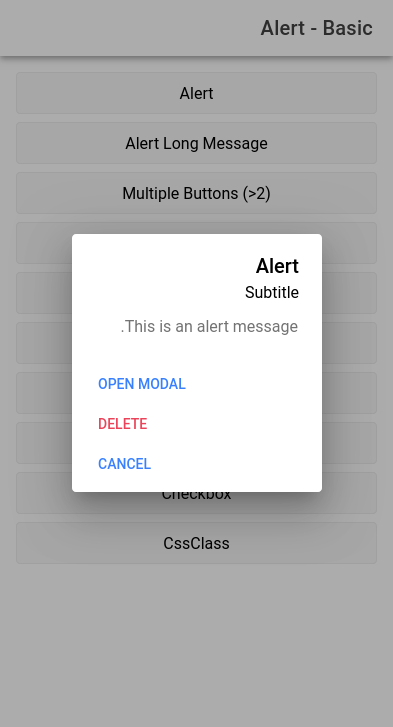 Alert - Basic
Alert
Alert Long Message
Multiple Buttons (>2)
Alert
Subtitle
.This is an alert message
OPEN MODAL
DELETE
CANCEL
Checkbox
CssClass